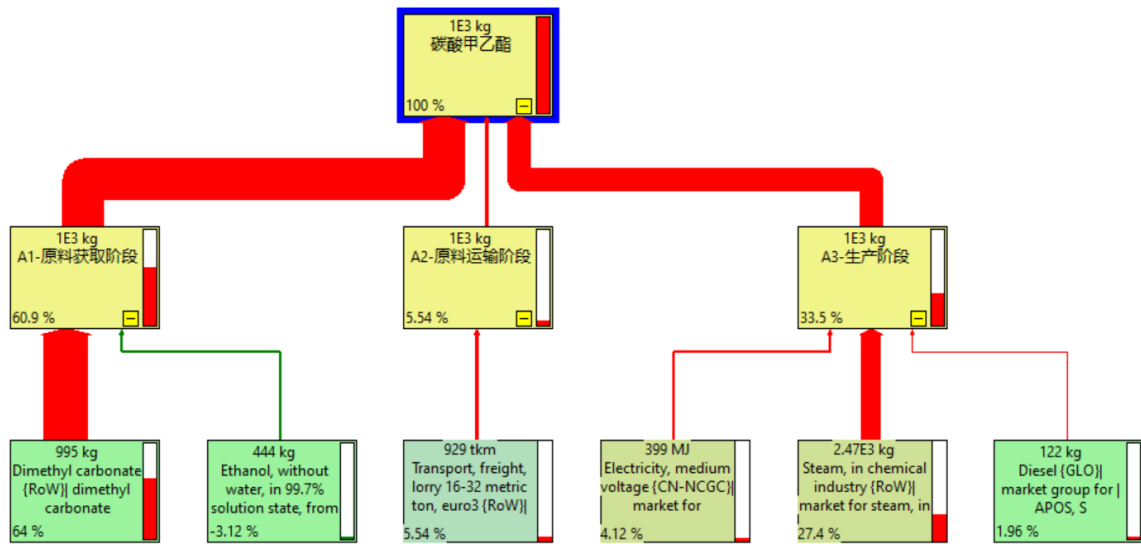 1E3 kg
碳酸甲乙酯
100 %
1E3 kg
A1-原料获取阶段
60.9 %
1E3 kg
A2-原料运输阶段
5.54 %
1E3 kg
A3-生产阶段
33.5 %
995 kg
Dimethyl carbonate
{RoW}| dimethyl
carbonate
64 %
444 kg
Ethanol, without
water, in 99.7%
solution state, from
-3.12 %
929 tkm
Transport, freight,
lorry 16-32 metric
ton, euro3 {RoW}|
5.54 %
399 MJ
Electricity, medium
voltage {CN-NCGC}|
market for
4.12 %
2.47E3 kg
Steam, in chemical
industry {RoW}|
market for steam, in
27.4 %
122 kg
Diesel {GLO}|
market group for |
APOS, S
1.96 %